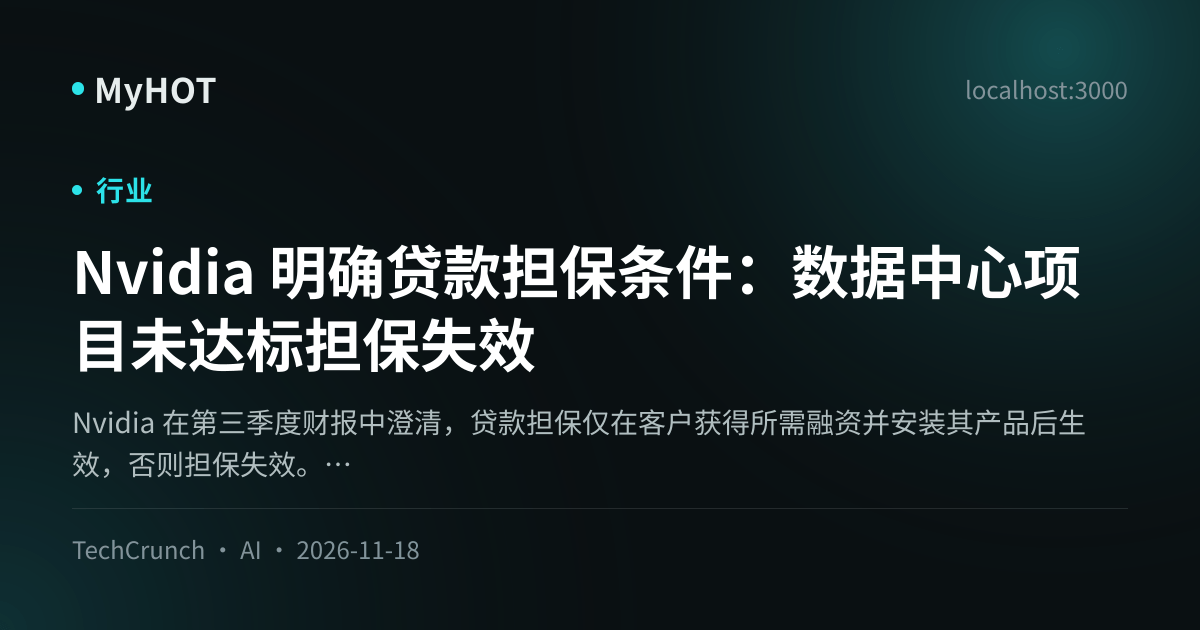 MyHOT
localhost:3000
行业
Nvidia 明确贷款担保条件：数据中心项
目未达标担保失效
Nvidia 在第三季度财报中澄清，贷款担保仅在客户获得所需融资并安装其产品后生
效，否则担保失效。…
TechCrunch · AI · 2026-11-18